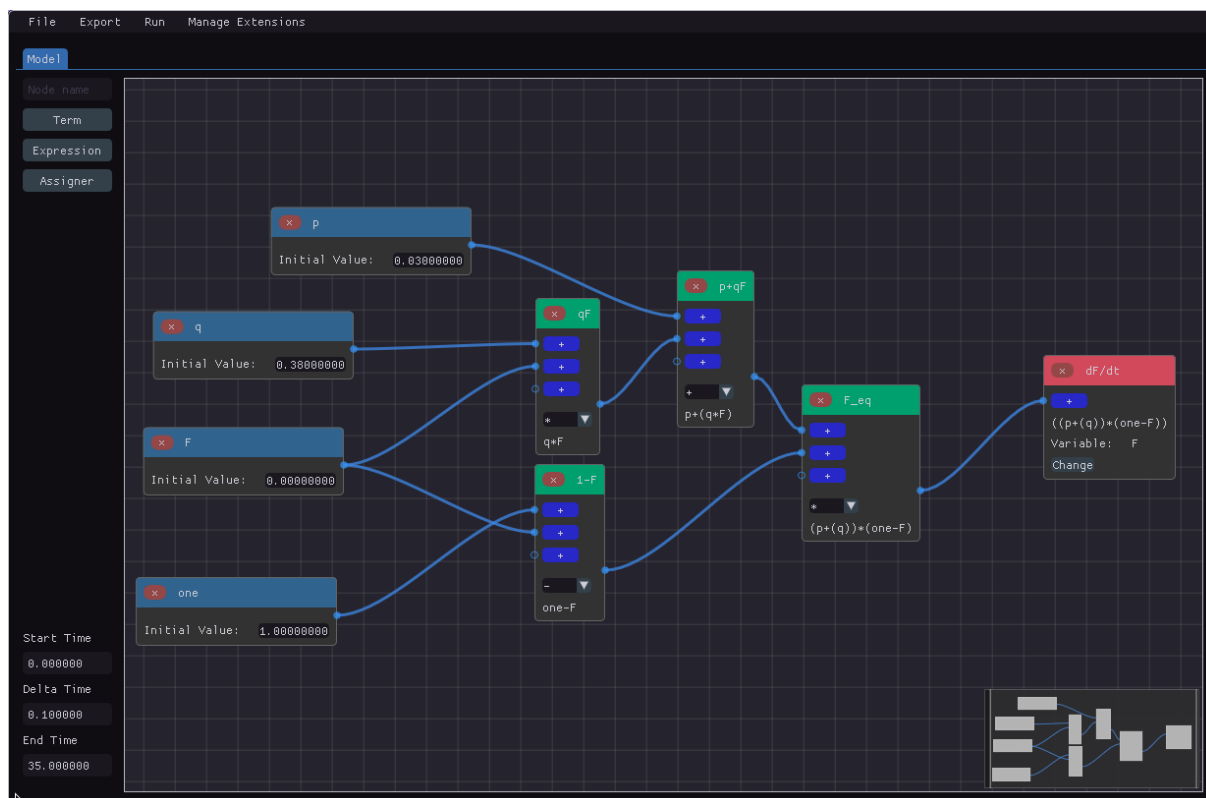 File Export Run Manage Extensions
Model
Node name
Term
Expression
Assigner
× p
Initial Value: 0.03000000
× q
Initial Value: 0.38000000
× F
Initial Value: 0.00000000
× one
Initial Value: 1.00000000
× qF
+
+
+
* ▼
q*F
× 1-F
+
+
+
- ▼
one-F
× p+qF
+
+
+
+ ▼
p+(q*F)
× F_eq
+
+
+
* ▼
(p+(q))*(one-F)
× dF/dt
+
((p+(q))*(one-F))
Variable: F
Change
Start Time
0.000000
Delta Time
0.100000
End Time
35.000000